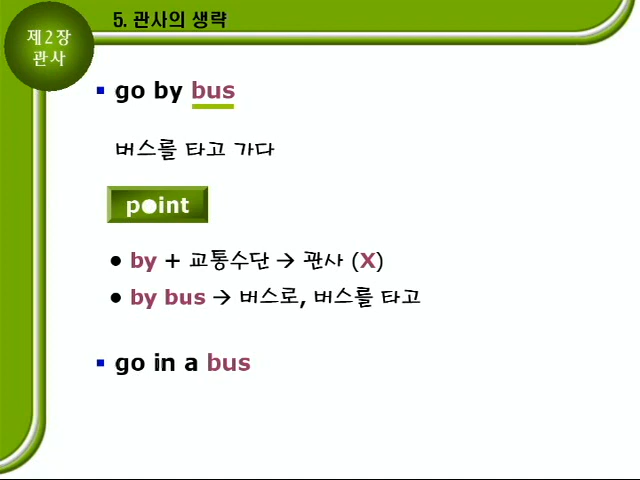 5. 관사의 생략
제2장
관사
go by bus
버스를 타고 가다
point
by + 교통수단 → 관사 (X)
by bus → 버스로, 버스를 타고
go in a bus